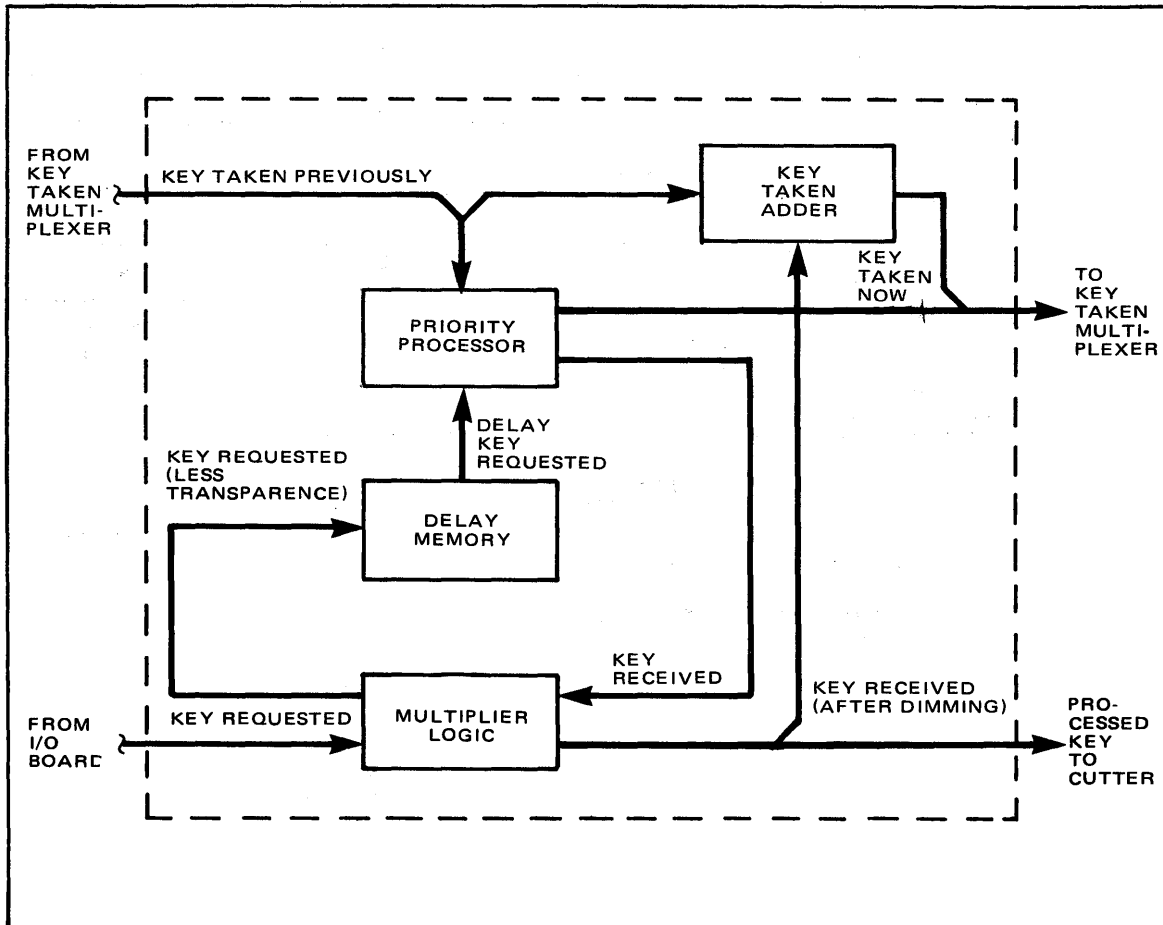 FROM
KEY
TAKEN
MULTI-
PLEXER
KEY TAKEN PREVIOUSLY
KEY
TAKEN
ADDER
KEY
TAKEN
NOW
TO
KEY
TAKEN
MULTI-
PLEXER
PRIORITY
PROCESSOR
DELAY
KEY
REQUESTED
KEY REQUESTED
(LESS
TRANSPARENCE)
DELAY
MEMORY
KEY
RECEIVED
KEY RECEIVED
(AFTER DIMMING)
FROM
I/O
BOARD
KEY REQUESTED
MULTIPLIER
LOGIC
PRO-
CESSED
KEY
TO
CUTTER